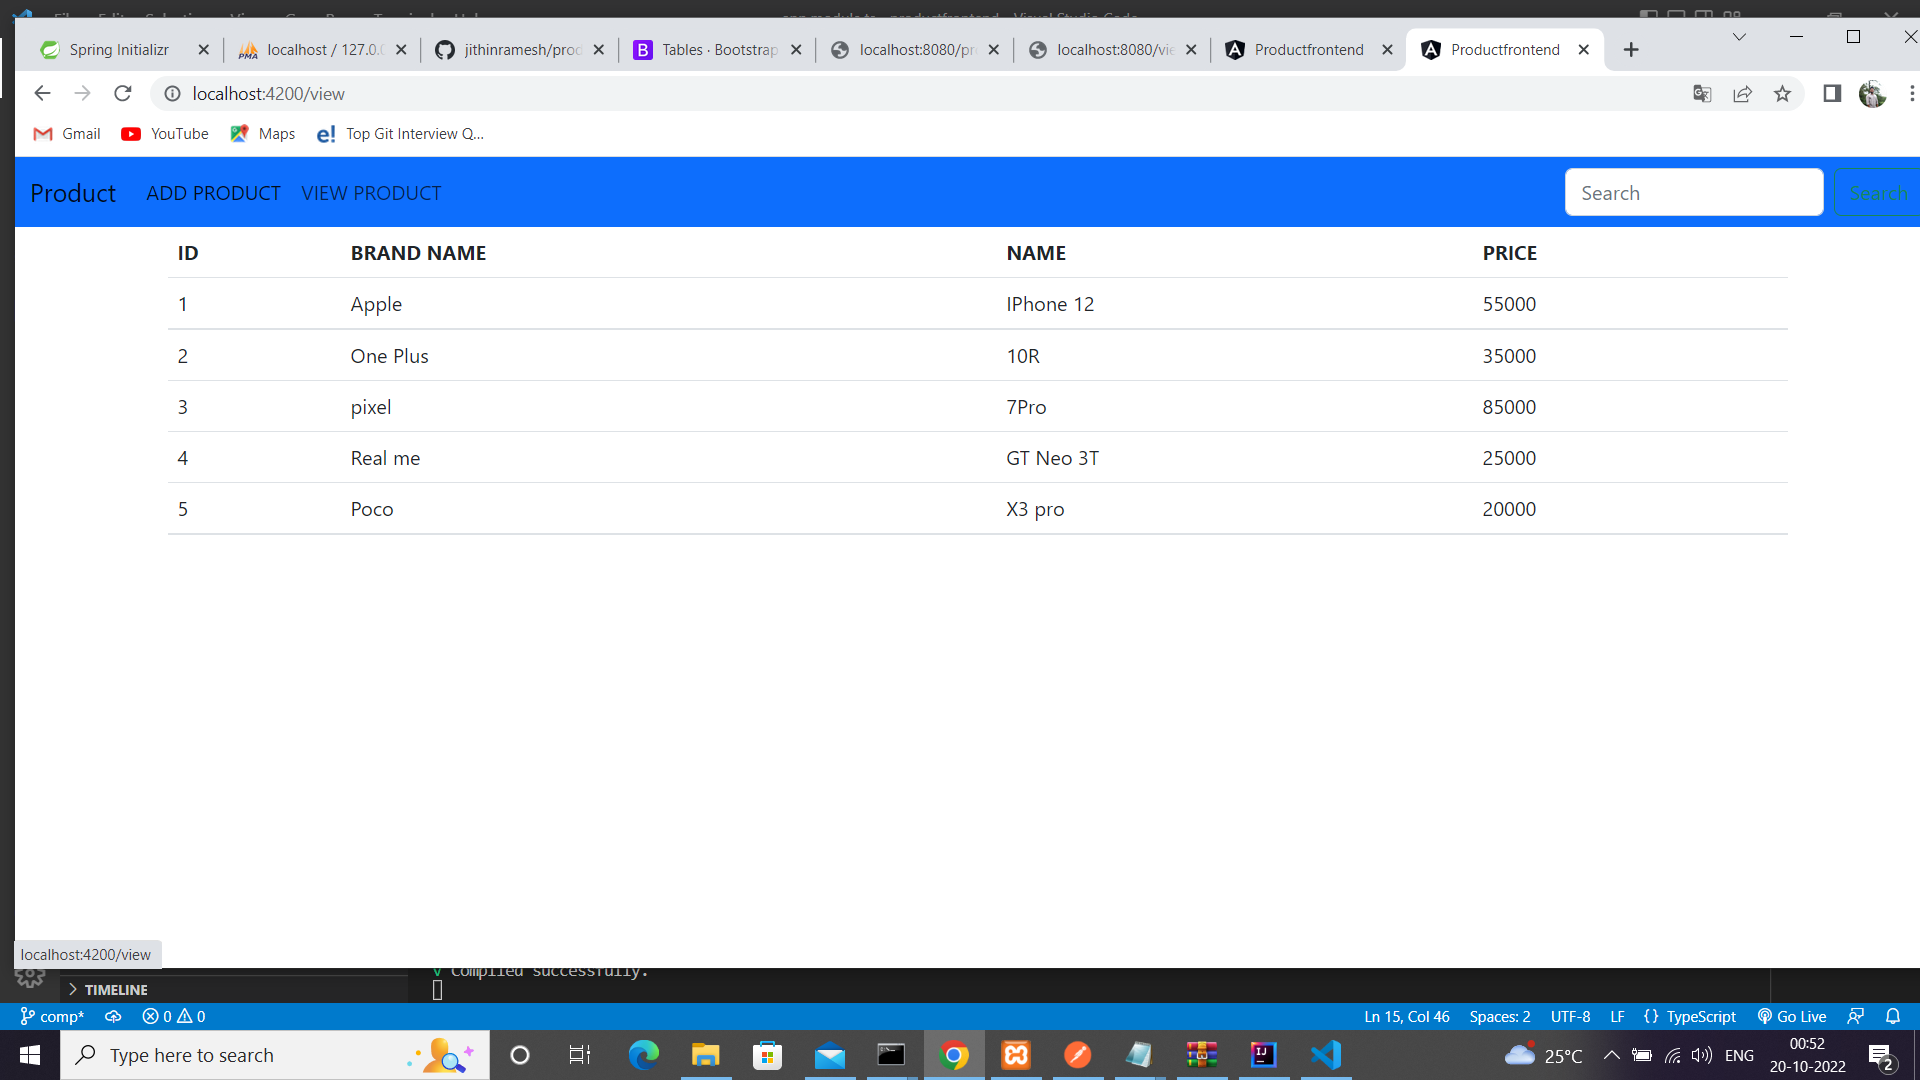 Spring Initializr
localhost / 127.0.0
jithinramesh/prod
Tables · Bootstrap
localhost:8080/pr
localhost:8080/vie
Productfrontend
Productfrontend
localhost:4200/view
Gmail
YouTube
Maps
e! Top Git Interview Q...
Product ADD PRODUCT VIEW PRODUCT Search Search
ID BRAND NAME NAME PRICE
1 Apple IPhone 12 55000
2 One Plus 10R 35000
3 pixel 7Pro 85000
4 Real me GT Neo 3T 25000
5 Poco X3 pro 20000
localhost:4200/view
Compiled successfully.
TIMELINE
comp* 0 0 Ln 15, Col 46 Spaces: 2 UTF-8 LF {} TypeScript Go Live
Type here to search
25°C ENG
00:52
20-10-2022
2